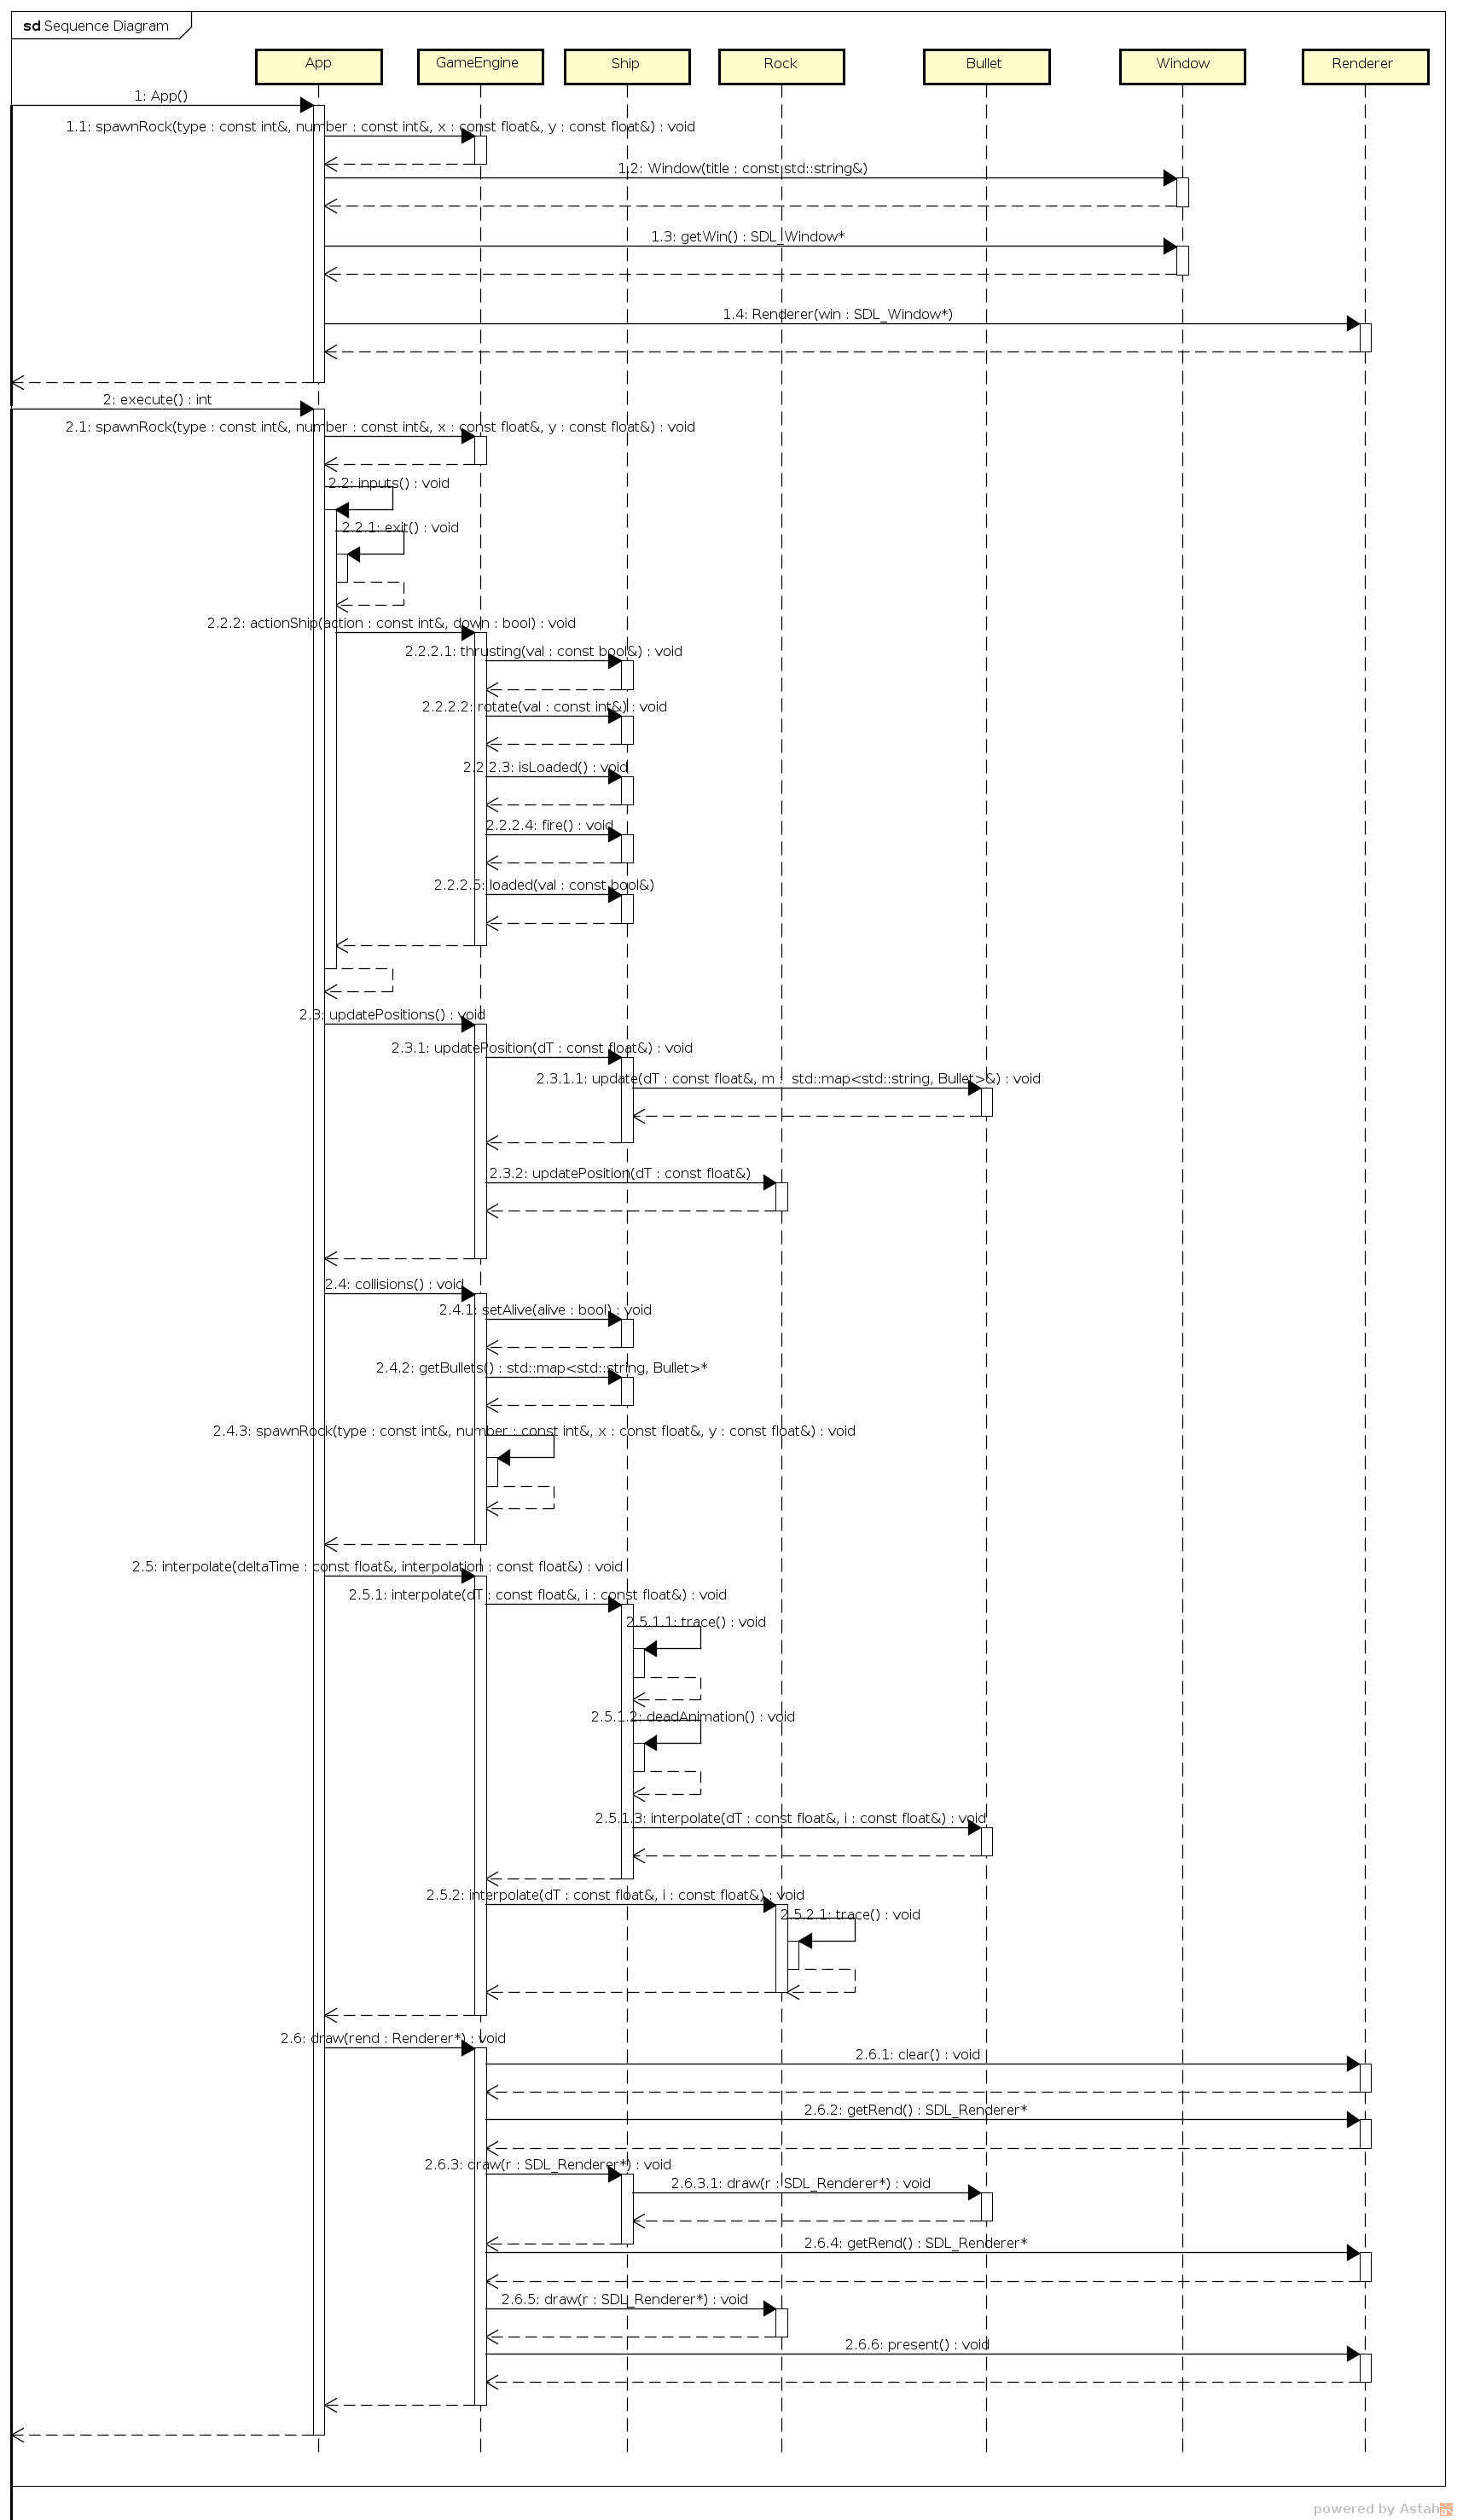 sd Sequence Diagram
App
GameEngine
Ship
Rock
Bullet
Window
Renderer
1: App()
1.1: spawnRock(type : const int&, number : const int&, x : const float&, y : const float&) : void
1.2: Window(title : const std::string&)
1.3: getWin() : SDL_Window*
1.4: Renderer(win : SDL_Window*)
2: execute() : int
2.1: spawnRock(type : const int&, number : const int&, x : const float&, y : const float&) : void
2.2: inputs() : void
2.2.1: exit() : void
2.2.2: actionShip(action : const int&, down : bool) : void
2.2.2.1: thrusting(val : const bool&) : void
2.2.2.2: rotate(val : const int&) : void
2.2.2.3: isLoaded() : void
2.2.2.4: fire() : void
2.2.2.5: loaded(val : const bool&)
2.3: updatePositions() : void
2.3.1: updatePosition(dT : const float&) : void
2.3.1.1: update(dT : const float&, m :  std::map<std::string, Bullet>&) : void
2.3.2: updatePosition(dT : const float&)
2.4: collisions() : void
2.4.1: setAlive(alive : bool) : void
2.4.2: getBullets() : std::map<std::string, Bullet>*
2.4.3: spawnRock(type : const int&, number : const int&, x : const float&, y : const float&) : void
2.5: interpolate(deltaTime : const float&, interpolation : const float&) : void
2.5.1: interpolate(dT : const float&, i : const float&) : void
2.5.1.1: trace() : void
2.5.1.2: deadAnimation() : void
2.5.1.3: interpolate(dT : const float&, i : const float&) : void
2.5.2: interpolate(dT : const float&, i : const float&) : void
2.5.2.1: trace() : void
2.6: draw(rend : Renderer*) : void
2.6.1: clear() : void
2.6.2: getRend() : SDL_Renderer*
2.6.3: draw(r : SDL_Renderer*) : void
2.6.3.1: draw(r : SDL_Renderer*) : void
2.6.4: getRend() : SDL_Renderer*
2.6.5: draw(r : SDL_Renderer*) : void
2.6.6: present() : void
powered by Astah